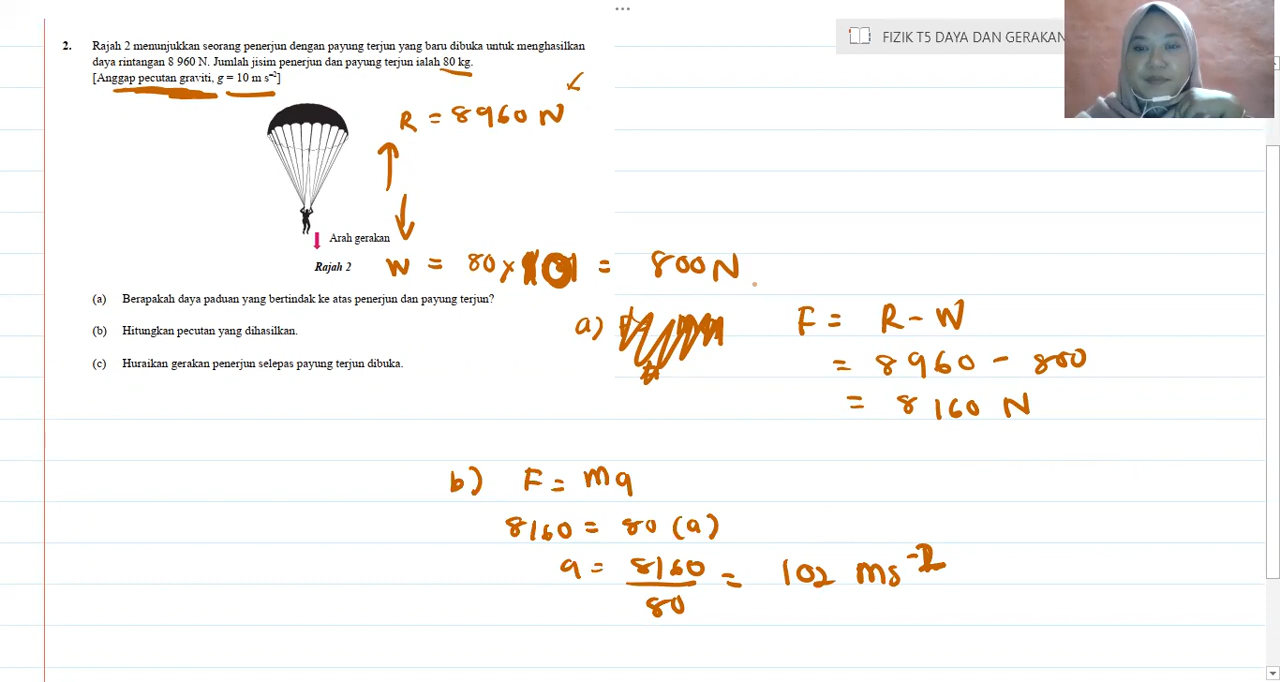 FIZIK T5 DAYA DAN GERAKAN
2. Rajah 2 menunjukkan seorang penerjun dengan payung terjun yang baru dibuka untuk menghasilkan
daya rintangan 8 960 N. Jumlah jisim penerjun dan payung terjun ialah 80 kg.
[Anggap pecutan graviti, g = 10 m s⁻²]
R = 8960 N
Arah gerakan
Rajah 2
W = 80 x 10 = 800 N
(a) Berapakah daya paduan yang bertindak ke atas penerjun dan payung terjun?
(b) Hitungkan pecutan yang dihasilkan.
(c) Huraikan gerakan penerjun selepas payung terjun dibuka.
a) F = R - W
= 8960 - 800
= 8160 N
b) F = ma
8160 = 80 (a)
a = 8160/80 = 102 ms⁻²